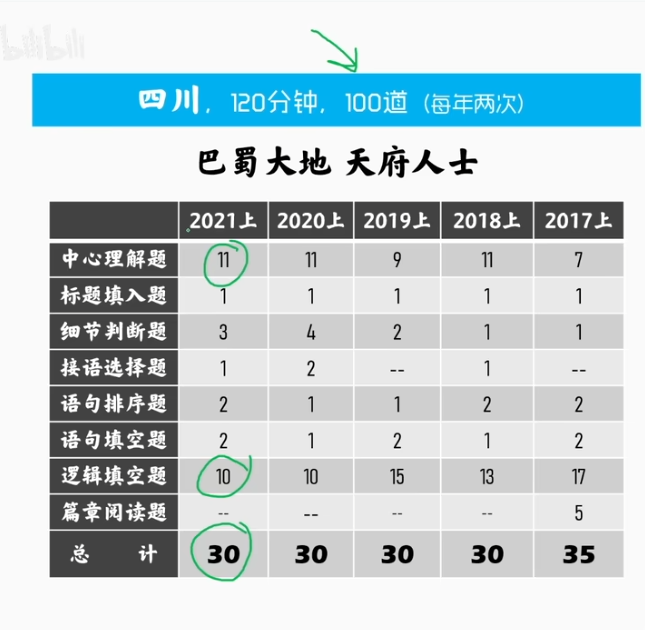 bilibili
四川，120分钟，100道（每年两次）
巴蜀大地 天府人士
2021上 2020上 2019上 2018上 2017上
中心理解题 11 11 9 11 7
标题填入题 1 1 1 1 1
细节判断题 3 4 2 1 1
接语选择题 1 2 -- 1 --
语句排序题 2 1 1 2 2
语句填空题 2 1 2 1 2
逻辑填空题 10 10 15 13 17
篇章阅读题 -- -- -- -- 5
总 计 30 30 30 30 35